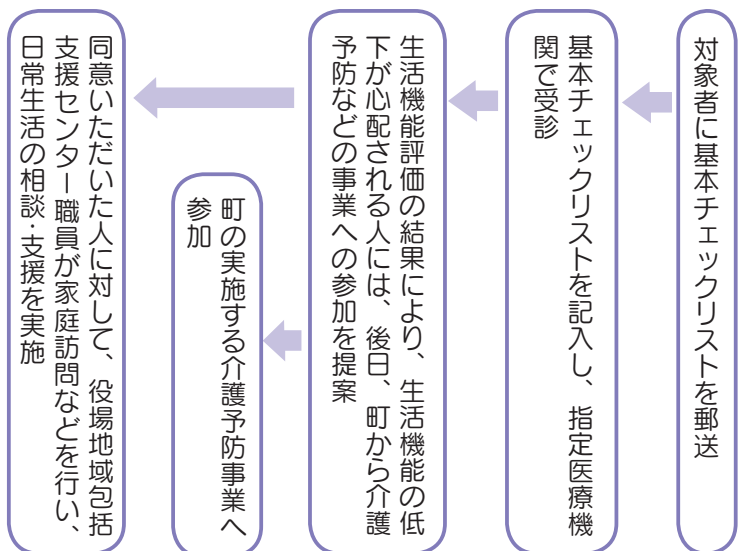 対象者に基本チェックリストを郵送
基本チェックリストを記入し、指定医療機
関で受診
生活機能評価の結果により、生活機能の低
下が心配される人には、後日、町から介護
予防などの事業への参加を提案
町の実施する介護予防事業へ
参加
同意いただいた人に対して、役場地域包括
支援センター職員が家庭訪問などを行い、
日常生活の相談・支援を実施